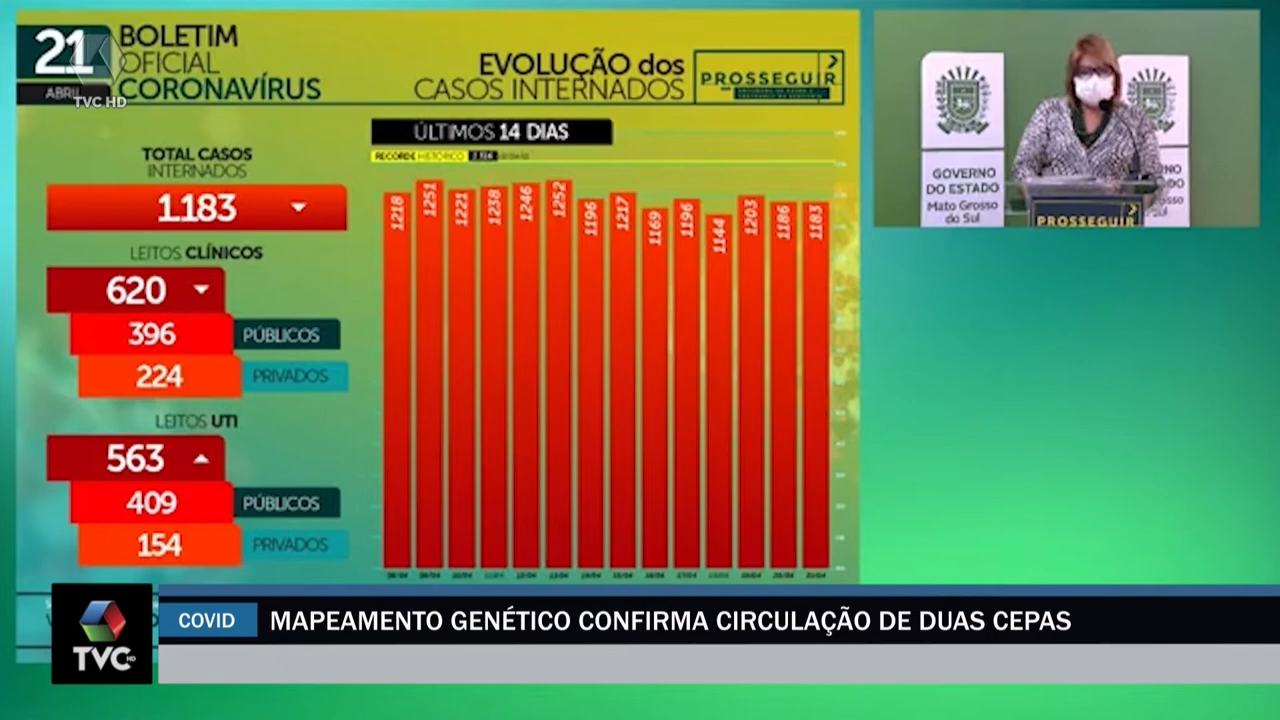 21
ABRIL
TVC HD
BOLETIM
OFICIAL
CORONAVÍRUS
EVOLUÇÃO dos
CASOS INTERNADOS
PROSSEGUIR
ÚLTIMOS 14 DIAS
RECORDE HISTÓRICO
TOTAL CASOS
INTERNADOS
1.183
LEITOS CLÍNICOS
620
396 PÚBLICOS
224 PRIVADOS
LEITOS UTI
563
409 PÚBLICOS
154 PRIVADOS
1218 1251 1221 1238 1246 1252 1196 1217 1169 1196 1144 1203 1186 1183
GOVERNO
DO ESTADO
Mato Grosso
do Sul
PROSSEGUIR
COVID
MAPEAMENTO GENÉTICO CONFIRMA CIRCULAÇÃO DE DUAS CEPAS
TVC HD